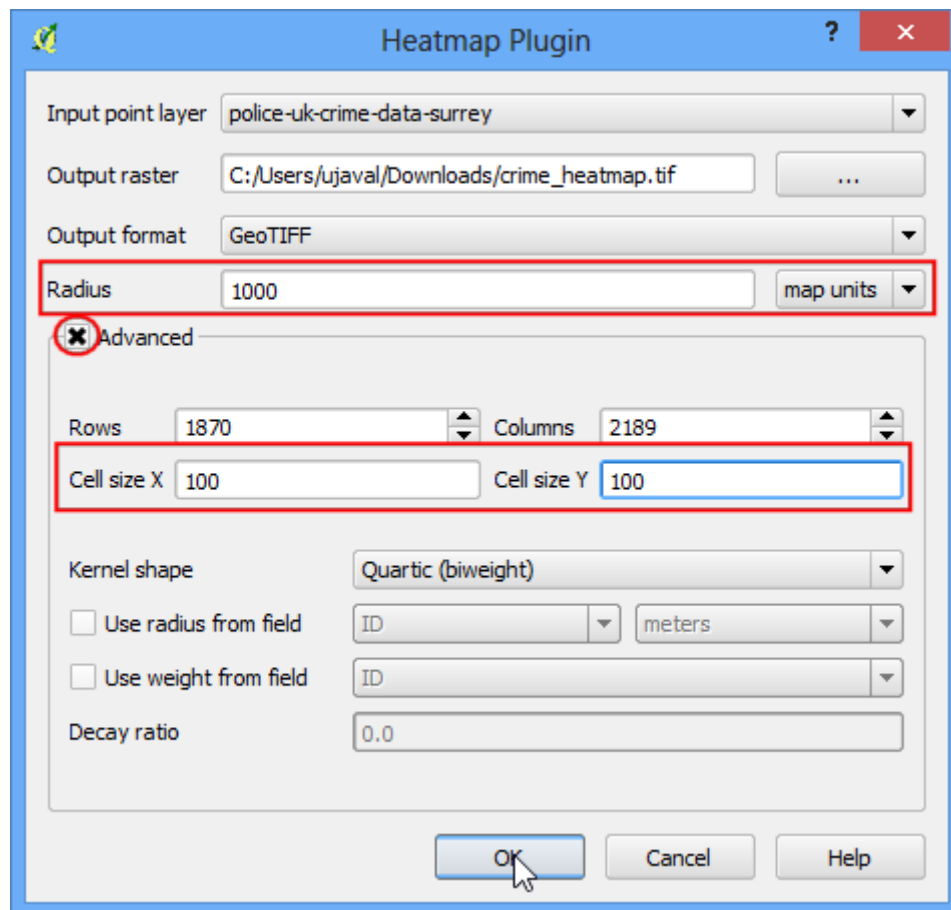 Heatmap Plugin
?
Input point layer police-uk-crime-data-surrey
Output raster C:/Users/ujaval/Downloads/crime_heatmap.tif ...
Output format GeoTIFF
Radius 1000 map units
Advanced
Rows 1870 Columns 2189
Cell size X 100 Cell size Y 100
Kernel shape Quartic (biweight)
Use radius from field ID meters
Use weight from field ID
Decay ratio 0.0
OK Cancel Help